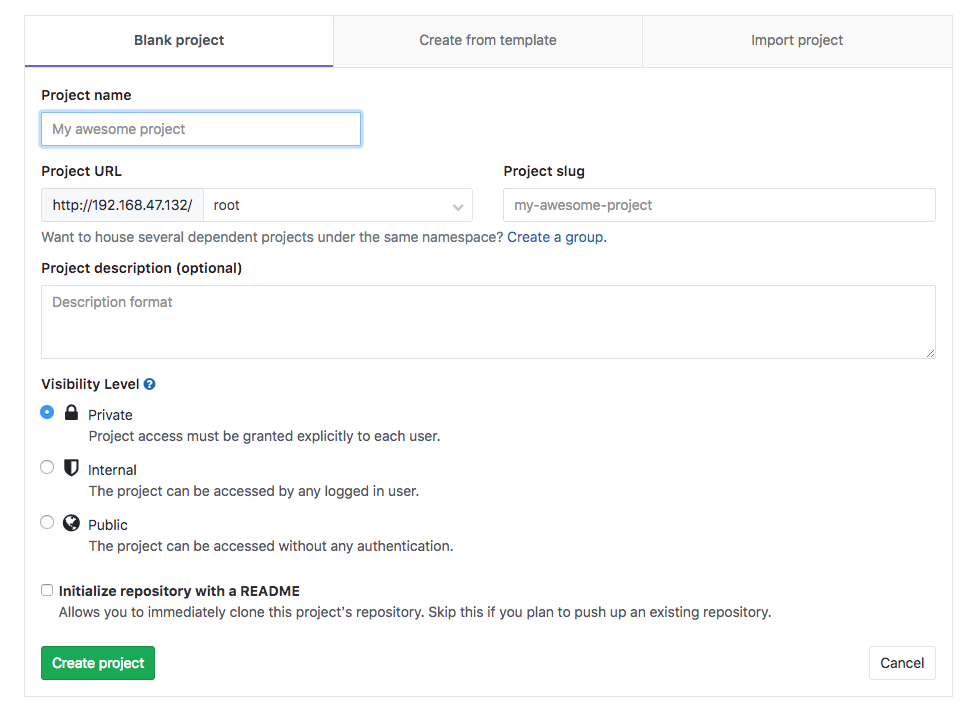 Blank project
Create from template
Import project
Project name
My awesome project
Project URL
Project slug
http://192.168.47.132/
root
my-awesome-project
Want to house several dependent projects under the same namespace? Create a group.
Project description (optional)
Description format
Visibility Level ?
Private
Project access must be granted explicitly to each user.
Internal
The project can be accessed by any logged in user.
Public
The project can be accessed without any authentication.
Initialize repository with a README
Allows you to immediately clone this project's repository. Skip this if you plan to push up an existing repository.
Create project
Cancel